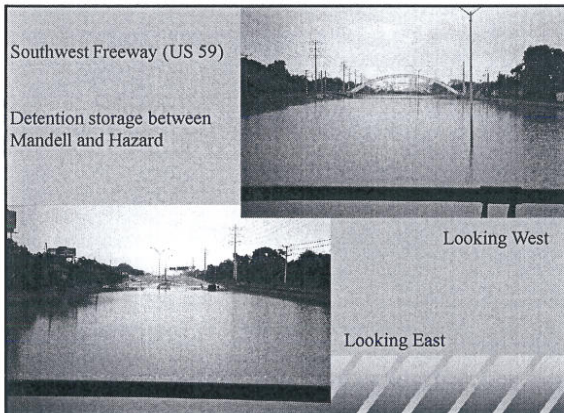 Southwest Freeway (US 59)
Detention storage between
Mandell and Hazard
Looking West
Looking East